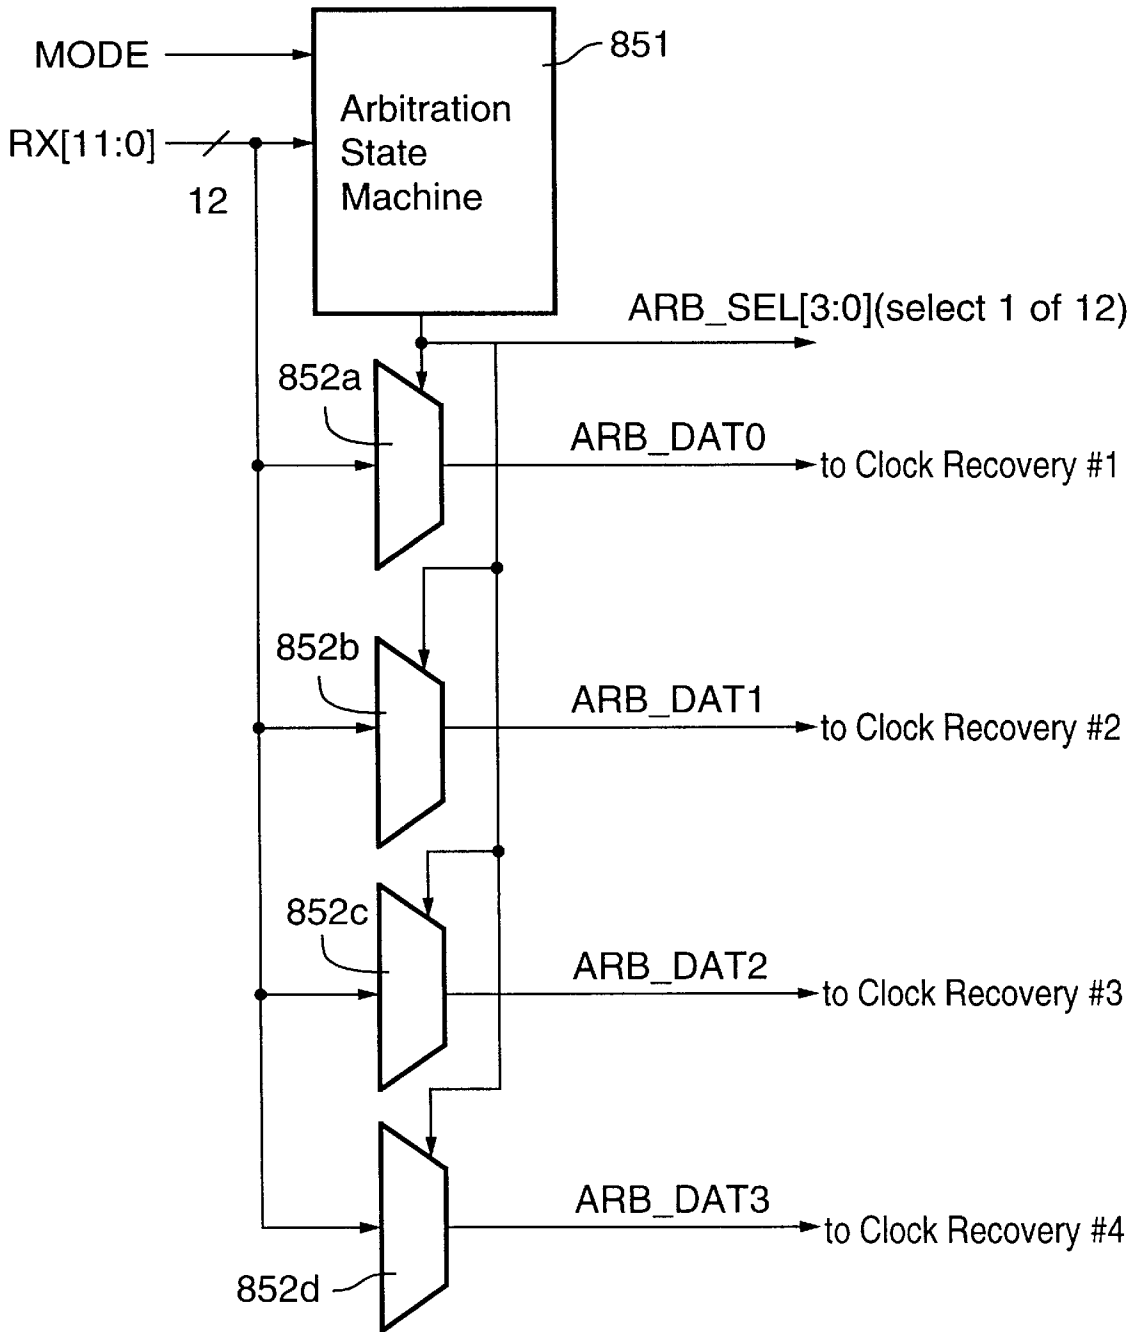 MODE
851
Arbitration
State
Machine
RX[11:0]
12
ARB_SEL[3:0](select 1 of 12)
852a
ARB_DAT0
to Clock Recovery #1
852b
ARB_DAT1
to Clock Recovery #2
852c
ARB_DAT2
to Clock Recovery #3
ARB_DAT3
to Clock Recovery #4
852d